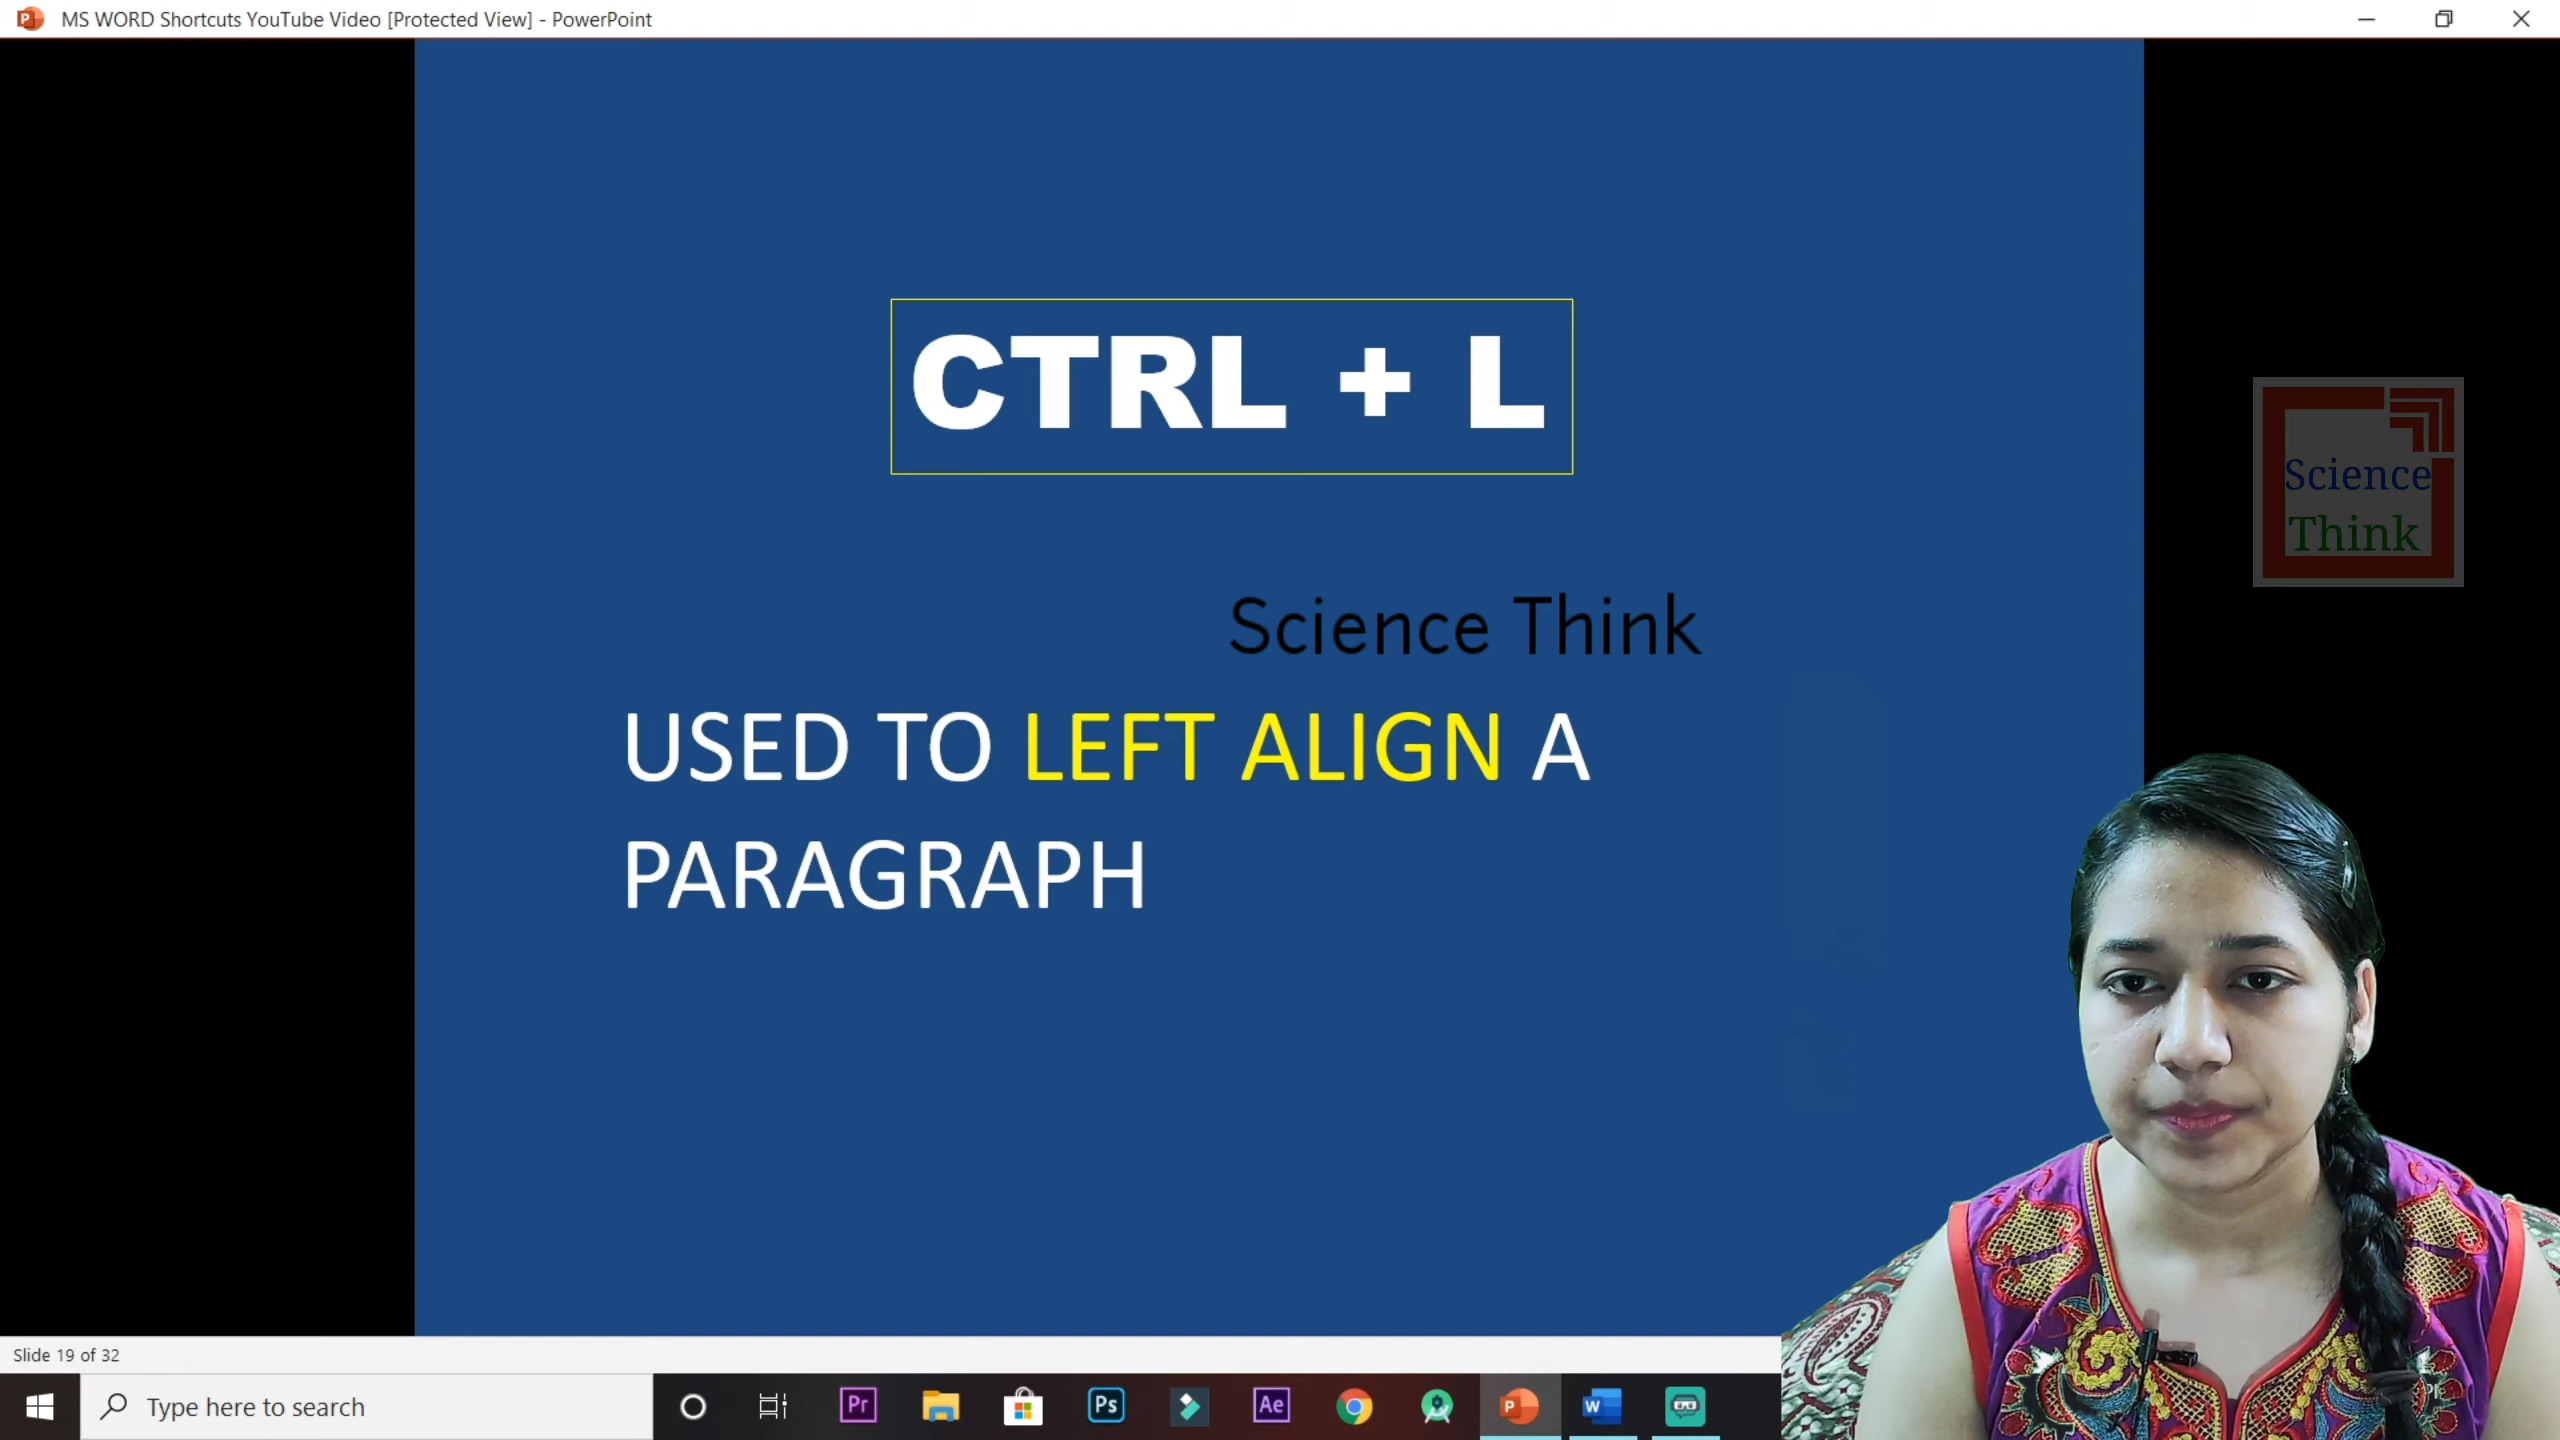 MS WORD Shortcuts YouTube Video [Protected View] - PowerPoint
CTRL + L
Science
Think
Science Think
USED TO LEFT ALIGN A
PARAGRAPH
Slide 19 of 32
Type here to search
Pr
Ps
Ae
P
W